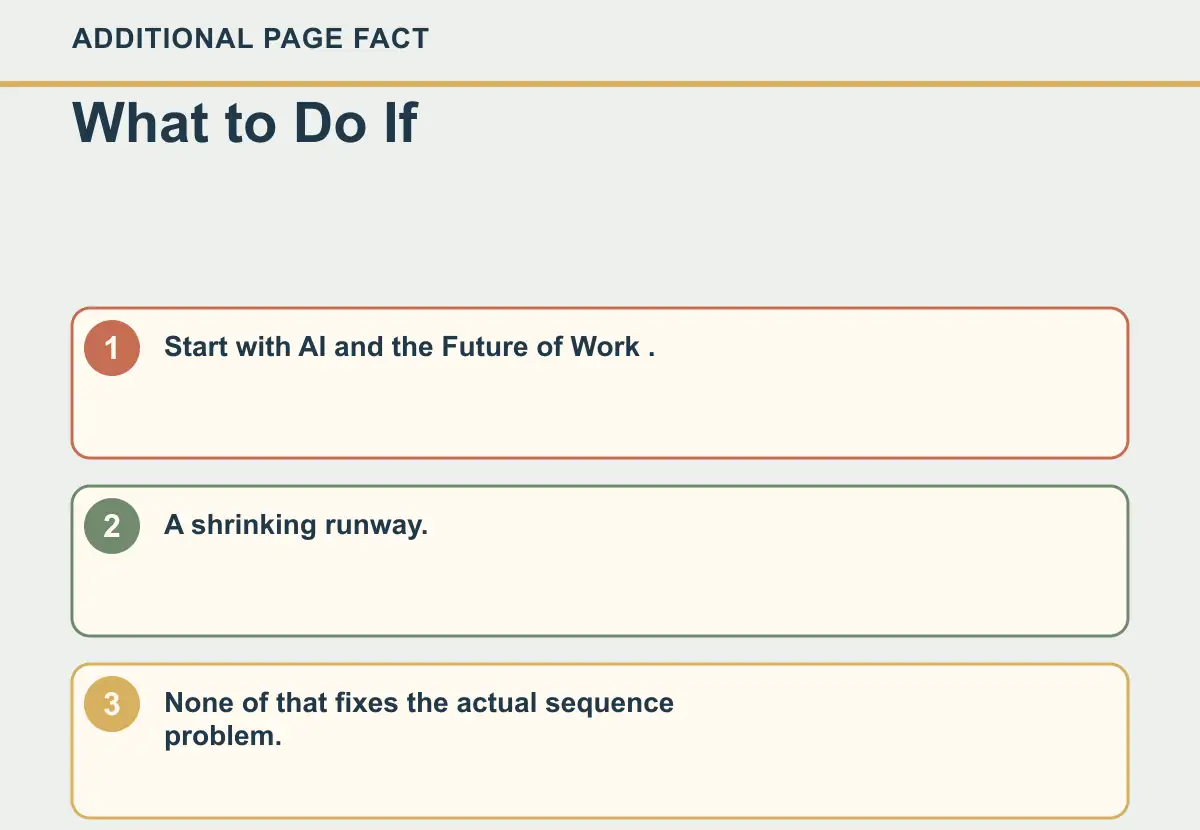 ADDITIONAL PAGE FACT
What to Do If
1
Start with AI and the Future of Work .
2
A shrinking runway.
3
None of that fixes the actual sequence
problem.